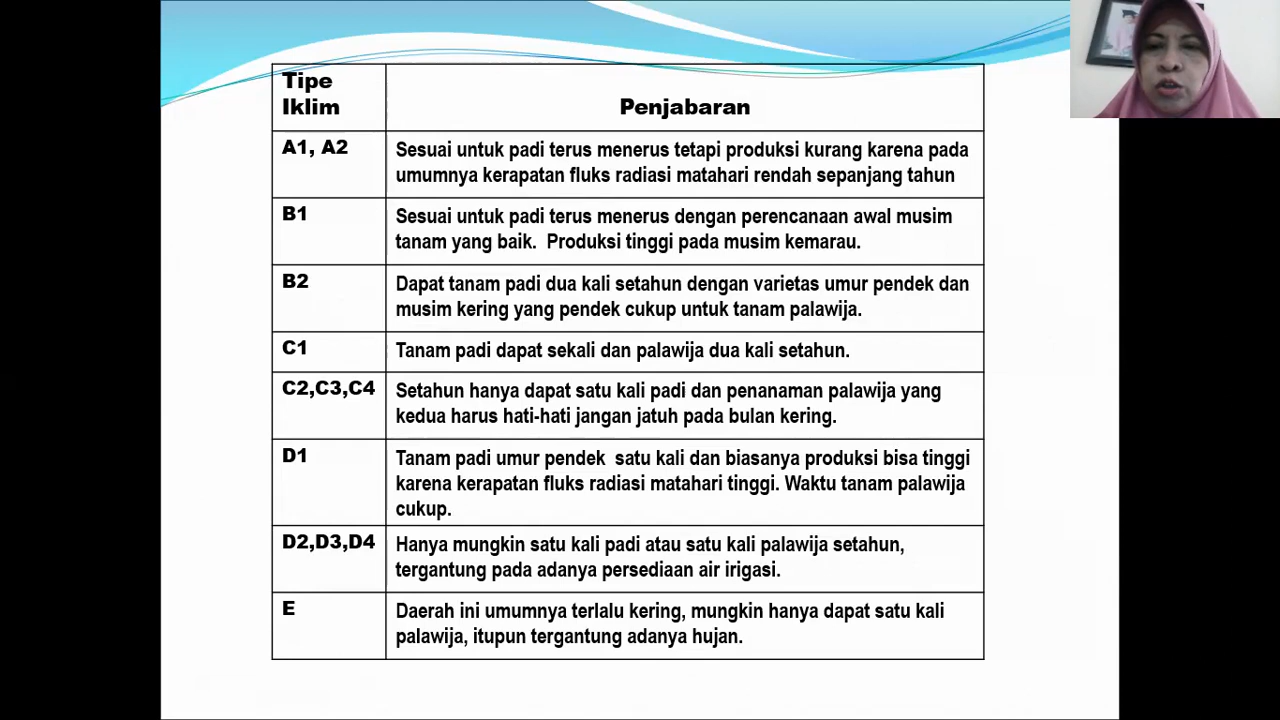 Tipe
Iklim
Penjabaran
A1, A2
Sesuai untuk padi terus menerus tetapi produksi kurang karena pada
umumnya kerapatan fluks radiasi matahari rendah sepanjang tahun
B1
Sesuai untuk padi terus menerus dengan perencanaan awal musim
tanam yang baik.  Produksi tinggi pada musim kemarau.
B2
Dapat tanam padi dua kali setahun dengan varietas umur pendek dan
musim kering yang pendek cukup untuk tanam palawija.
C1
Tanam padi dapat sekali dan palawija dua kali setahun.
C2,C3,C4
Setahun hanya dapat satu kali padi dan penanaman palawija yang
kedua harus hati-hati jangan jatuh pada bulan kering.
D1
Tanam padi umur pendek  satu kali dan biasanya produksi bisa tinggi
karena kerapatan fluks radiasi matahari tinggi. Waktu tanam palawija
cukup.
D2,D3,D4
Hanya mungkin satu kali padi atau satu kali palawija setahun,
tergantung pada adanya persediaan air irigasi.
E
Daerah ini umumnya terlalu kering, mungkin hanya dapat satu kali
palawija, itupun tergantung adanya hujan.